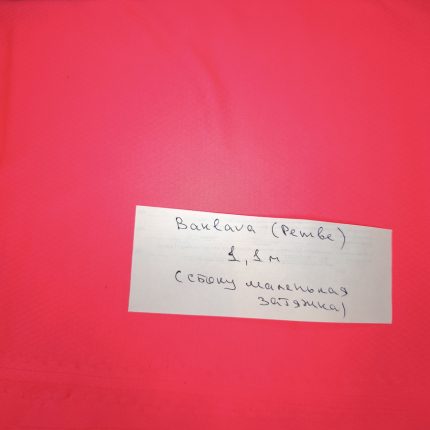 Baklava (Pembe)
1,1 м
(сбоку маленькая
затяжка)